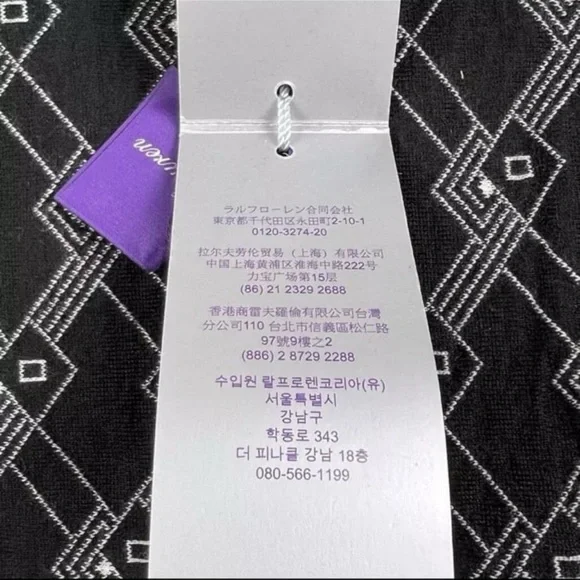 uren
ラルフローレン合同会社
東京都千代田区永田町2-10-1
0120-3274-20
拉尔夫劳伦贸易（上海）有限公司
中国上海黄浦区淮海中路222号
力宝广场第15层
(86) 21 2329 2688
香港商雷夫羅倫有限公司台灣
分公司110 台北市信義區松仁路
97號9樓之2
(886) 2 8729 2288
수입원 랄프로렌코리아(유)
서울특별시
강남구
학동로 343
더 피나클 강남 18층
080-566-1199